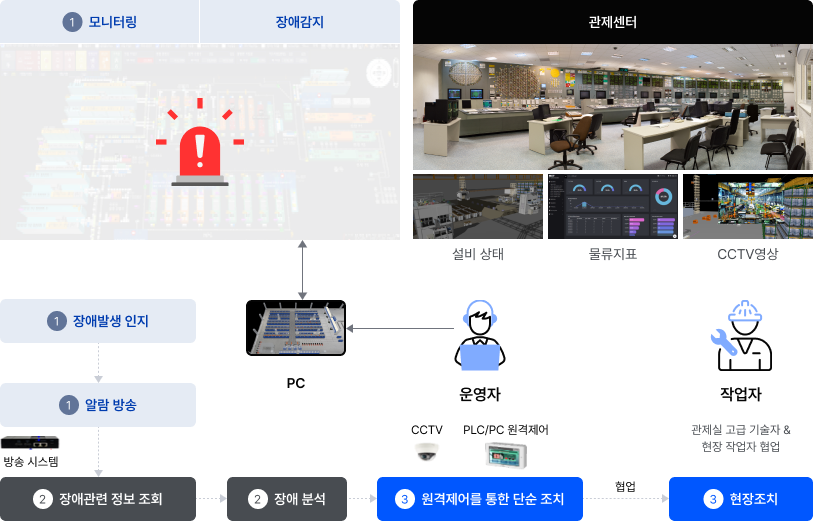 1 모니터링
장애감지
관제센터
설비 상태
물류지표
CCTV영상
1 장애발생 인지
PC
운영자
작업자
1 알람 방송
CCTV
PLC/PC 원격제어
관제실 고급 기술자 &
현장 작업자 협업
방송 시스템
2 장애관련 정보 조회
2 장애 분석
3 원격제어를 통한 단순 조치
협업
3 현장조치